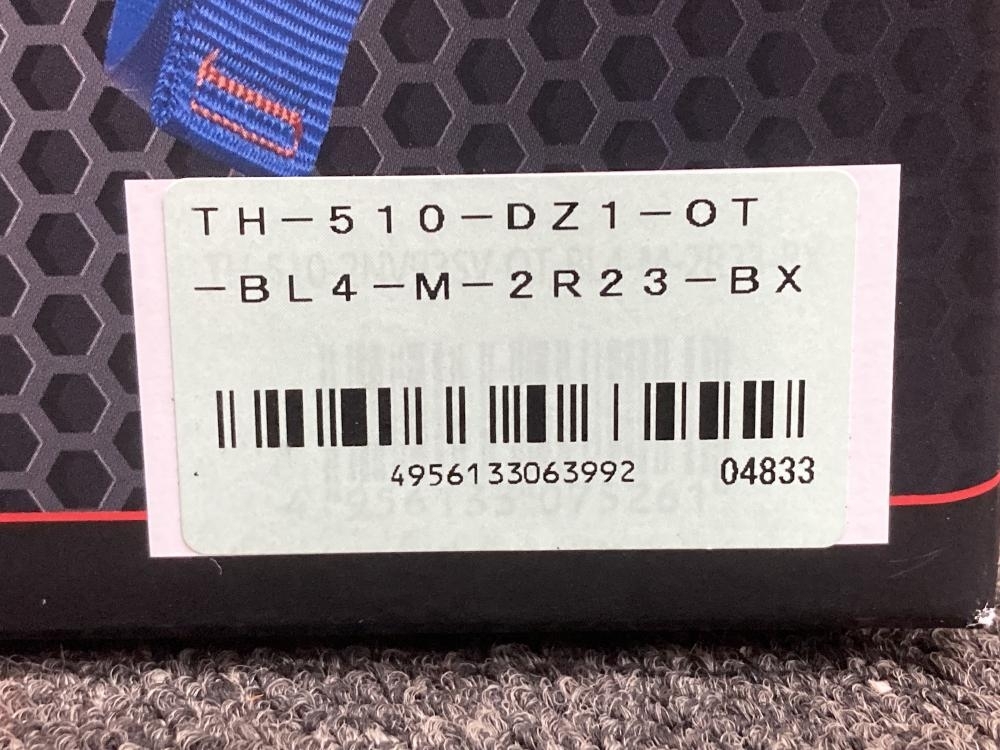 TH-510-DZ1-OT
-BL4-M-2R23-BX
4956133063992 04833